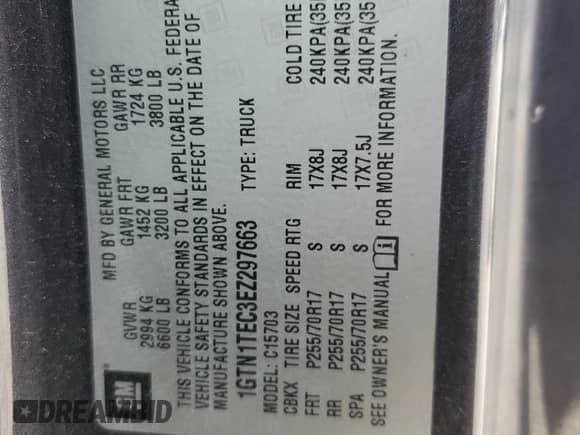 GM
MFD BY GENERAL MOTORS LLC
GVWR GAWR FRT GAWR RR
2994 KG 1452 KG 1724 KG
6600 LB 3200 LB 3800 LB
THIS VEHICLE CONFORMS TO ALL APPLICABLE U.S. FEDERA
VEHICLE SAFETY STANDARDS IN EFFECT ON THE DATE OF
MANUFACTURE SHOWN ABOVE.
1GTN1TEC3EZ297663 TYPE: TRUCK
MODEL: C15703
CBKX TIRE SIZE SPEED RTG RIM COLD TIRE
FRT P255/70R17 S 17X8J 240KPA(35
RR P255/70R17 S 17X8J 240KPA(35
SPA P255/70R17 S 17X7.5J 240KPA(35
SEE OWNER'S MANUAL FOR MORE INFORMATION.
DREAMBID